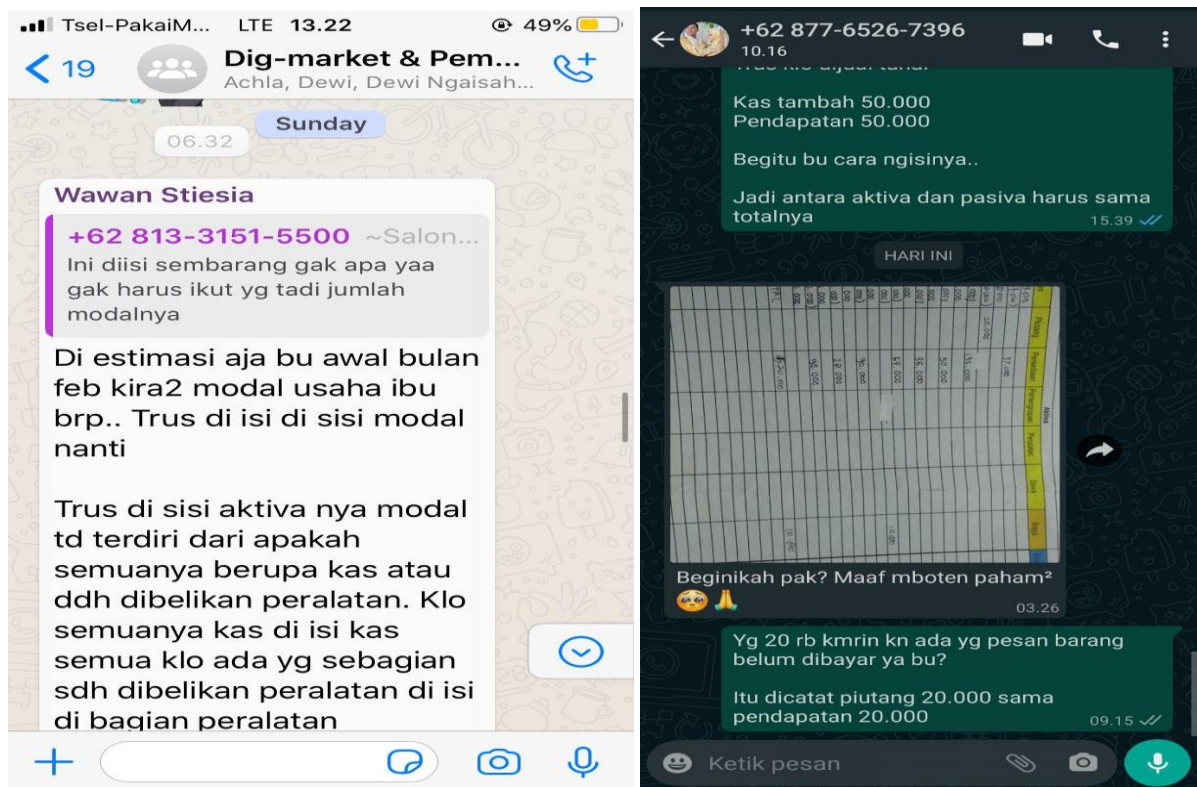 Tsel-PakaiM... LTE 13.22 49%
19
Dig-market & Pem...
Achla, Dewi, Dewi Ngaisah...
Sunday
06.32
Wawan Stiesia
+62 813-3151-5500 ~Salon...
Ini diisi sembarang gak apa yaa
gak harus ikut yg tadi jumlah
modalnya
Di estimasi aja bu awal bulan
feb kira2 modal usaha ibu
brp.. Trus di isi di sisi modal
nanti
Trus di sisi aktiva nya modal
td terdiri dari apakah
semuanya berupa kas atau
ddh dibelikan peralatan. Klo
semuanya kas di isi kas
semua klo ada yg sebagian
sdh dibelikan peralatan di isi
di bagian peralatan
+62 877-6526-7396
10.16
Kas tambah 50.000
Pendapatan 50.000
Begitu bu cara ngisinya..
Jadi antara aktiva dan pasiva harus sama
totalnya
15.39
HARI INI
Aktiva
Piutang
Persediaan
Perlengkapan
Peralatan
Beginikah pak? Maaf mboten paham²
03.26
Yg 20 rb kmrin kn ada yg pesan barang
belum dibayar ya bu?
Itu dicatat piutang 20.000 sama
pendapatan 20.000
09.15
Ketik pesan